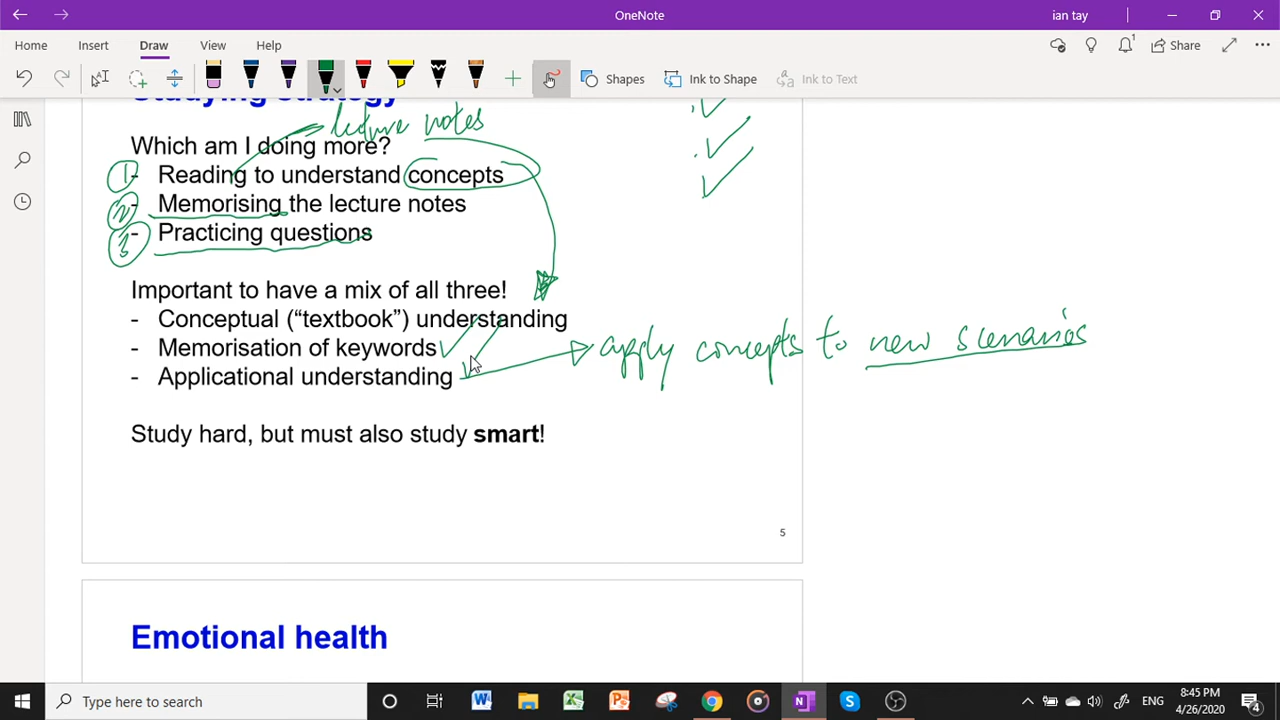 OneNote
ian tay
Home Insert Draw View Help
Share
Shapes
Ink to Shape
Ink to Text
Studying strategy
lecture notes
Which am I doing more?
1 - Reading to understand concepts
2 - Memorising the lecture notes
3 - Practicing questions
Important to have a mix of all three!
- Conceptual (“textbook”) understanding
- Memorisation of keywords
- Applicational understanding
apply concepts to new scenarios
Study hard, but must also study smart!
5
Emotional health
Type here to search
ENG
8:45 PM
4/26/2020
4